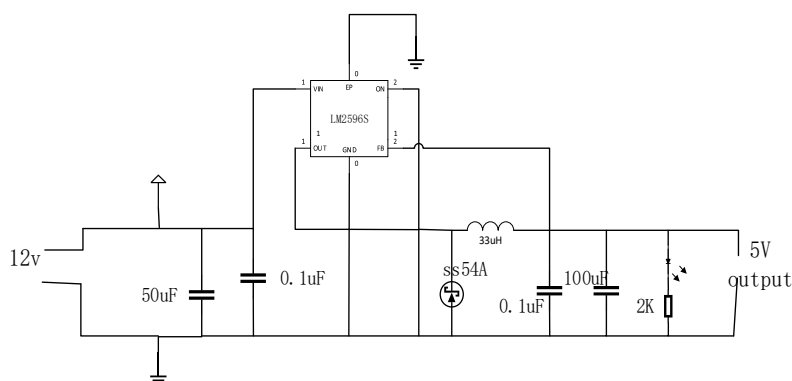 0
1
VIN
EP
ON
2
LM2596S
1
1
1
OUT
GND
FB
2
0
12v
33uH
5V
output
ss54A
0.1uF
50uF
100uF
0.1uF
2K